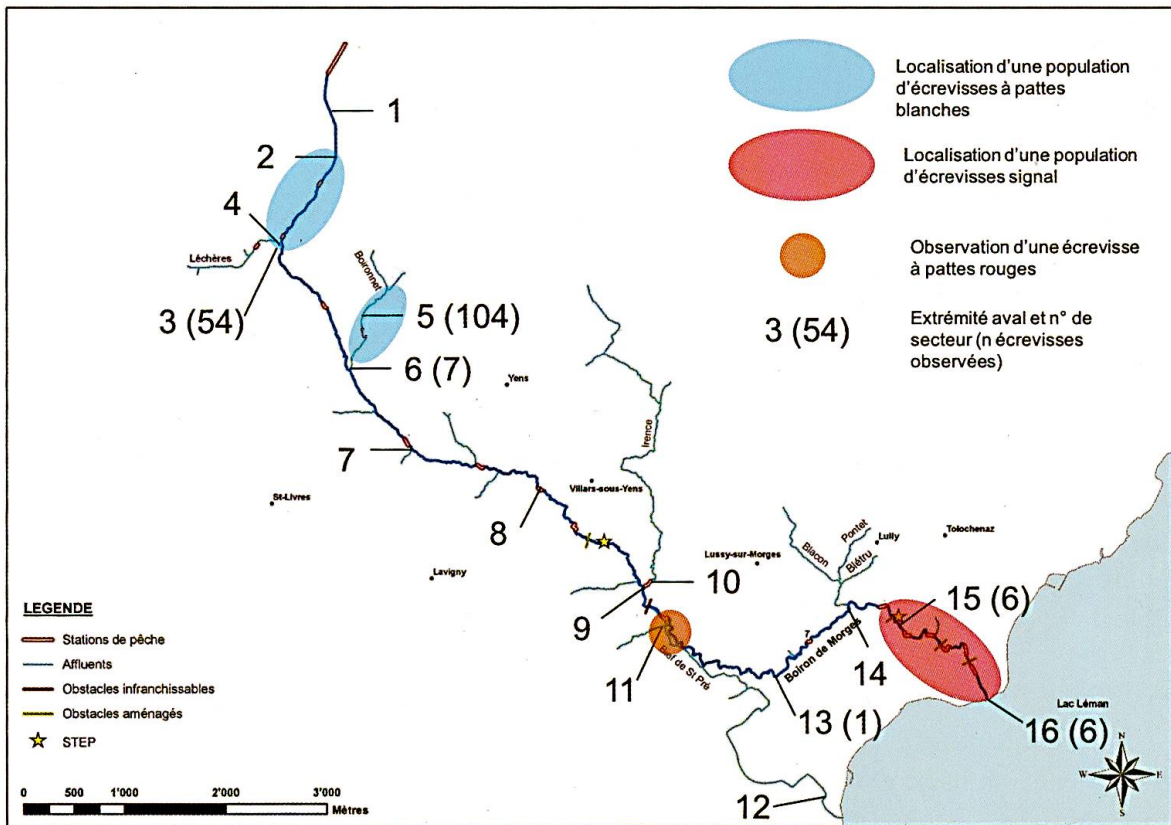 Localisation d'une population
d'écrevisses à pattes
blanches
Localisation d'une population
d'écrevisses signal
Observation d'une écrevisse
à pattes rouges
3 (54)
Extrémité aval et n° de
secteur (n écrevisses
observées)
1
2
4
Léchères
3 (54)
Boironnet
5 (104)
6 (7)
Yens
7
Irence
St-Livres
8
Villars-sous-Yens
Lavigny
Lussy-sur-Morges
Blacon
Pontet
Blétru
Lully
Tolochenaz
10
9
11
Bief de St Pré
7
Boiron de Morges
14
15 (6)
13 (1)
Lac Léman
16 (6)
12
LEGENDE
Stations de pêche
Affluents
Obstacles infranchissables
Obstacles aménagés
STEP
0 1'000 2'000 3'000
Mètres
N
W E
S